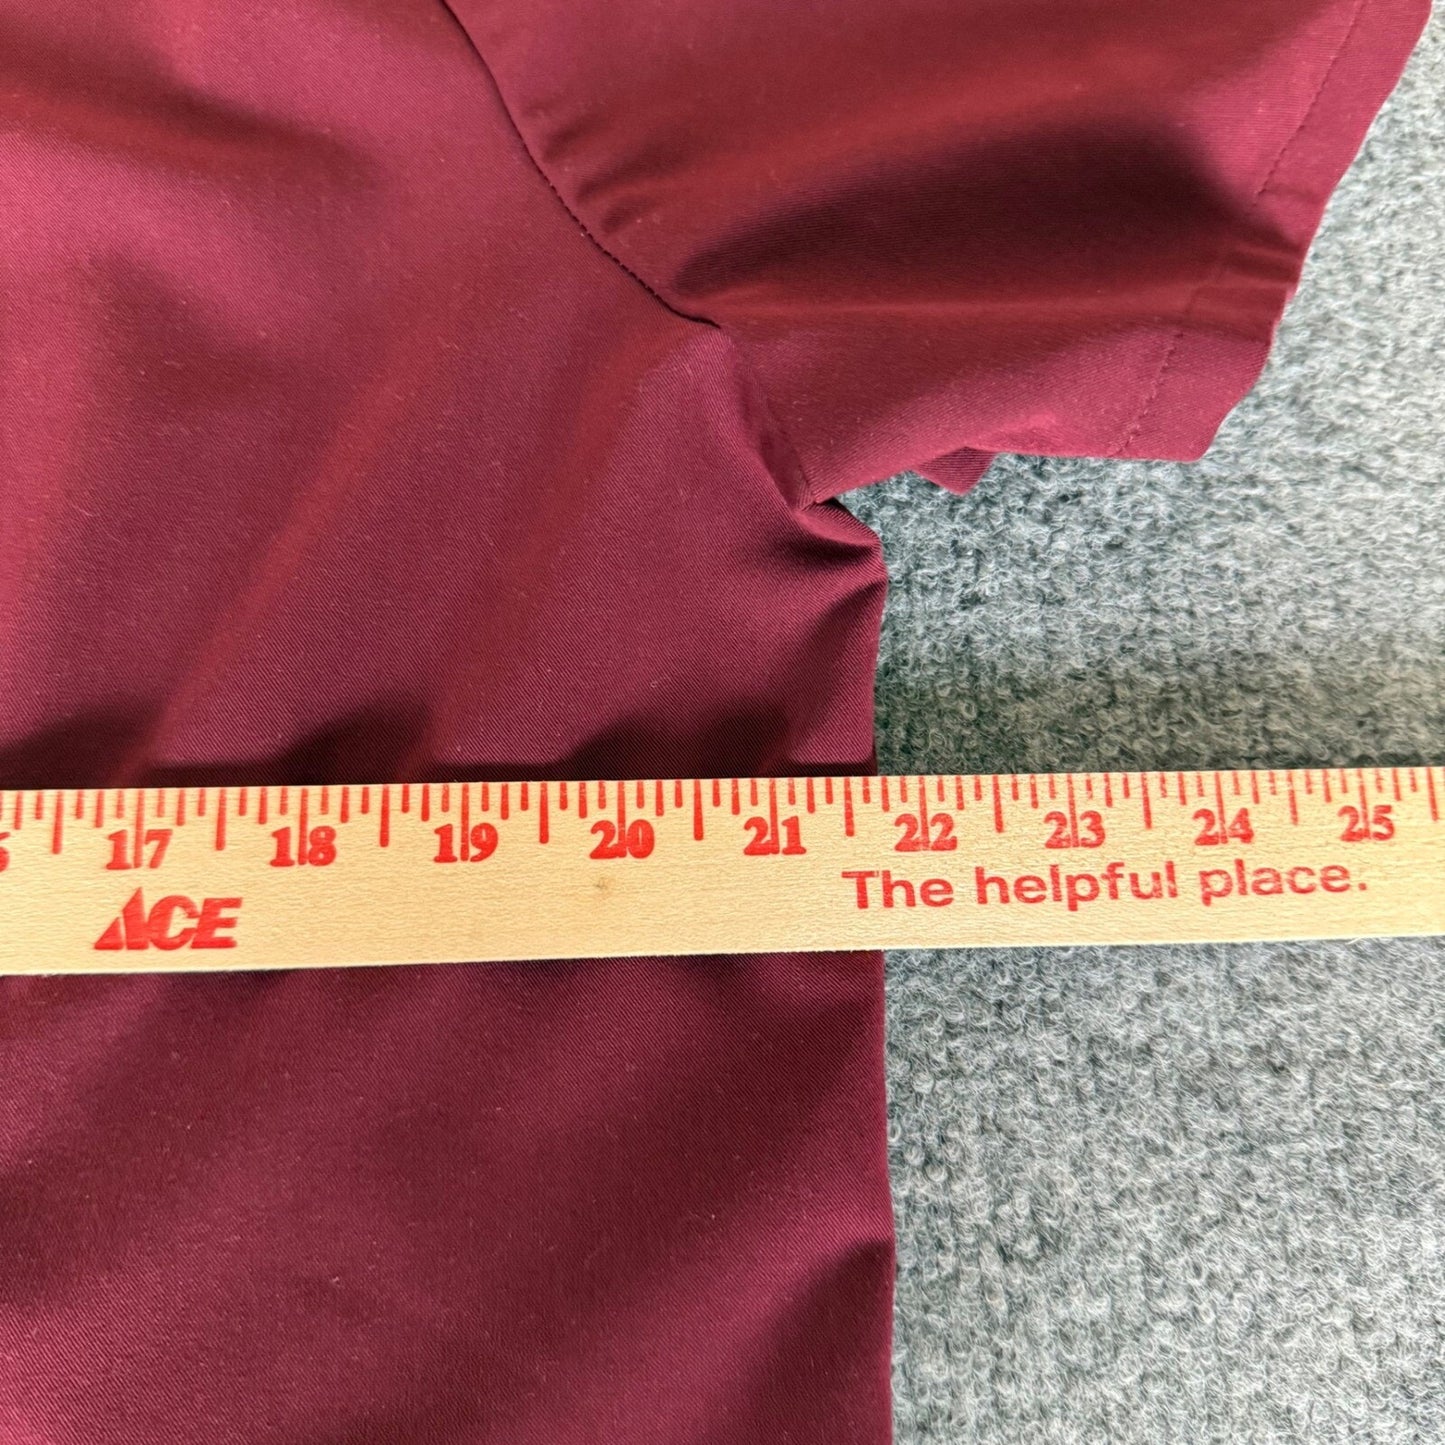 17 18 19 20 21 22 23 24 25
ACE The helpful place.